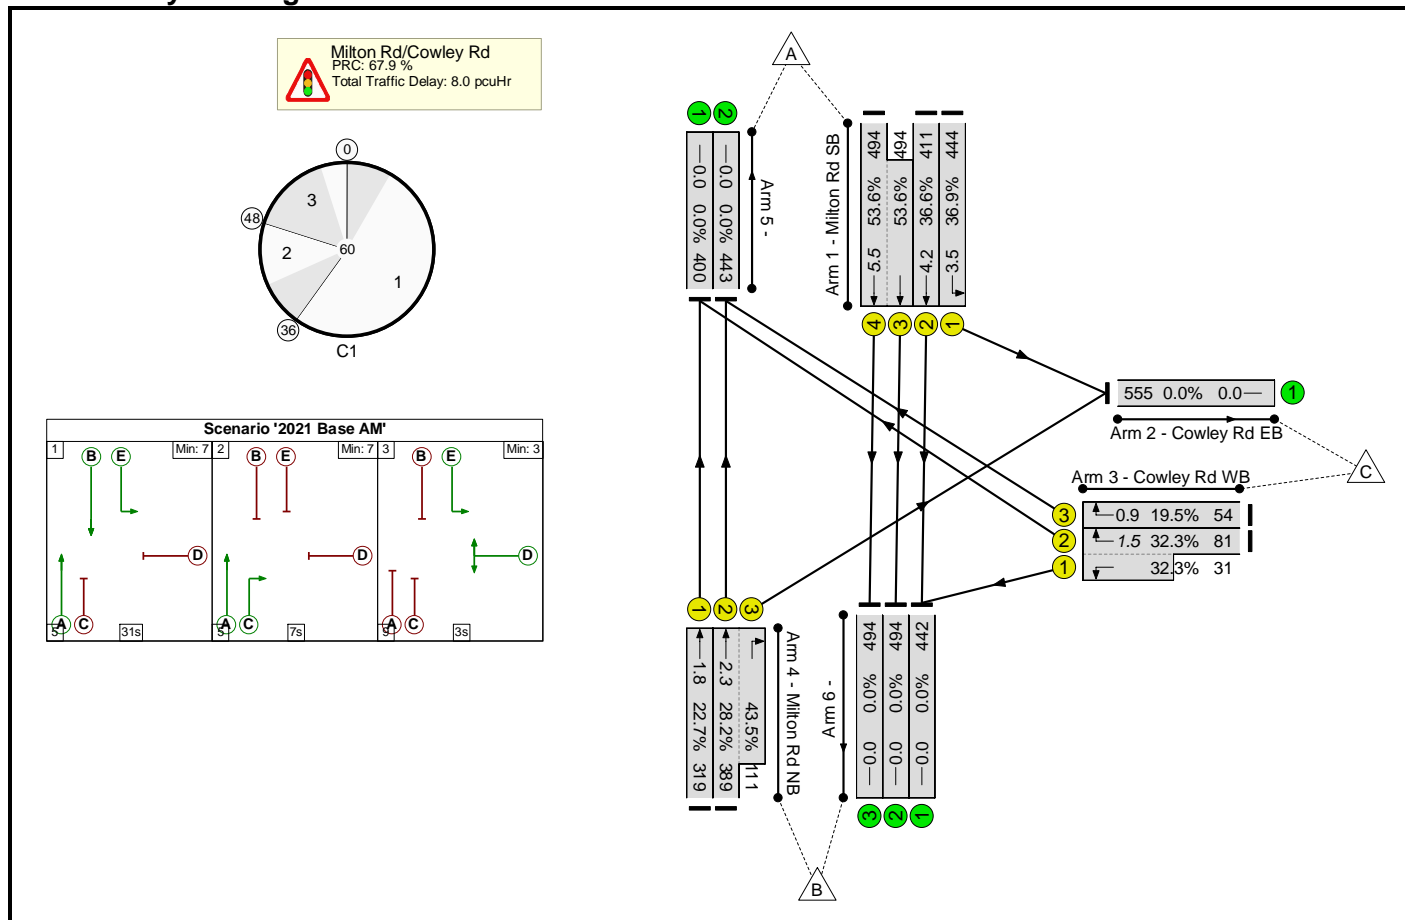 Milton Rd/Cowley Rd
PRC: 67.9 %
Total Traffic Delay: 8.0 pcuHr
0
3
48
2
60
1
36
C1
Scenario '2021 Base AM'
1
B
E
Min: 7
D
A
C
5
31s
2
B
E
Min: 7
D
A
C
5
7s
3
B
E
Min: 3
D
A
C
9
3s
A
1
2
0.0 0.0% 400
0.0 0.0% 443
Arm 5 -
Arm 1 - Milton Rd SB
5.5 53.6% 494
53.6% 494
4.2 36.6% 411
3.5 36.9% 444
4
3
2
1
555 0.0% 0.0
1
Arm 2 - Cowley Rd EB
C
Arm 3 - Cowley Rd WB
3
0.9 19.5% 54
2
1.5 32.3% 81
1
32.3% 31
1
2
3
1.8 22.7% 319
2.3 28.2% 389
43.5% 111
Arm 4 - Milton Rd NB
Arm 6 -
494 0.0% 0.0
494 0.0% 0.0
442 0.0% 0.0
3
2
1
B